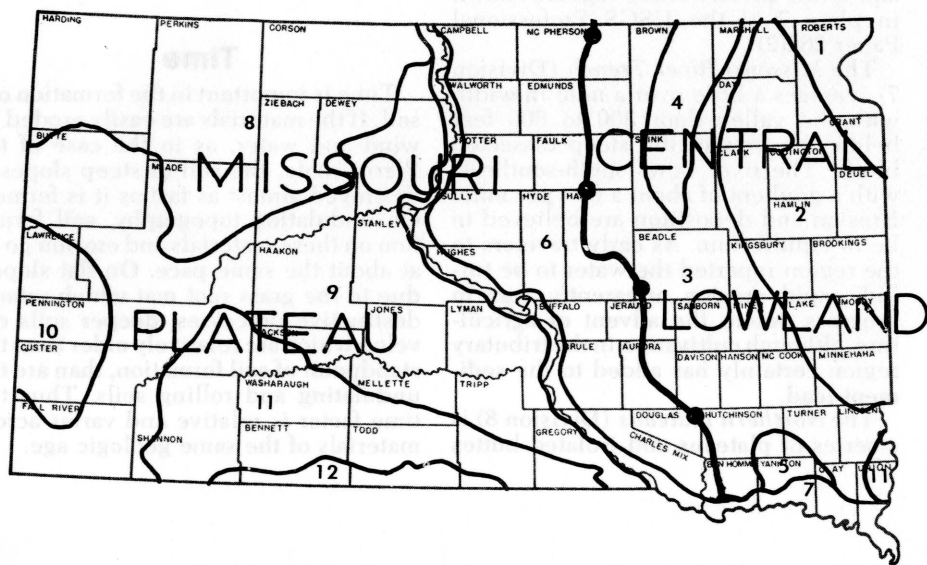 HARDING
PERKINS
CORSON
CAMPBELL
MC PHERSON
BROWN
MARSHALL
ROBERTS
1
WALWORTH
EDMUNDS
DAY
4
8
ZIEBACH
DEWEY
GRANT
BUTTE
MEADE
POTTER
FAULK
SPINK
CLARK
CODINGTON
DEUEL
MISSOURI
CENTRAL
SULLY
HYDE
HAND
HAMLIN
2
STANLEY
LAWRENCE
HAAKON
HUGHES
BEADLE
KINGSBURY
BROOKINGS
3
9
PENNINGTON
10
JONES
LYMAN
BUFFALO
JERAULD
SANBORN
MINER
LAKE
MOODY
PLATEAU
LOWLAND
JACKSON
CUSTER
BRULE
AURORA
DAVISON
HANSON
MC COOK
MINNEHAHA
WASHABAUGH
MELLETTE
TRIPP
FALL RIVER
SHANNON
BENNETT
TODD
GREGORY
CHARLES MIX
DOUGLAS
HUTCHINSON
TURNER
LINCOLN
12
BON HOMME
YANKTON
5
CLAY
UNION
7
11